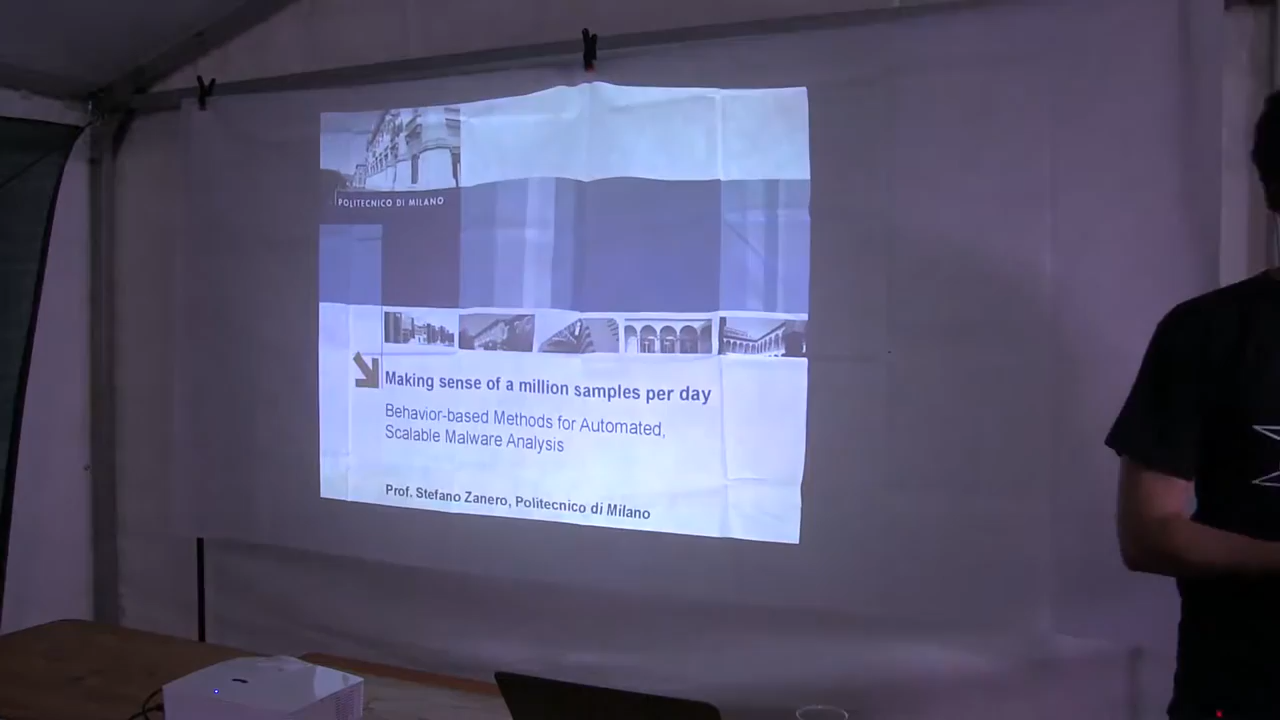 POLITECNICO DI MILANO
Making sense of a million samples per day
Behavior-based Methods for Automated,
Scalable Malware Analysis
Prof. Stefano Zanero, Politecnico di Milano